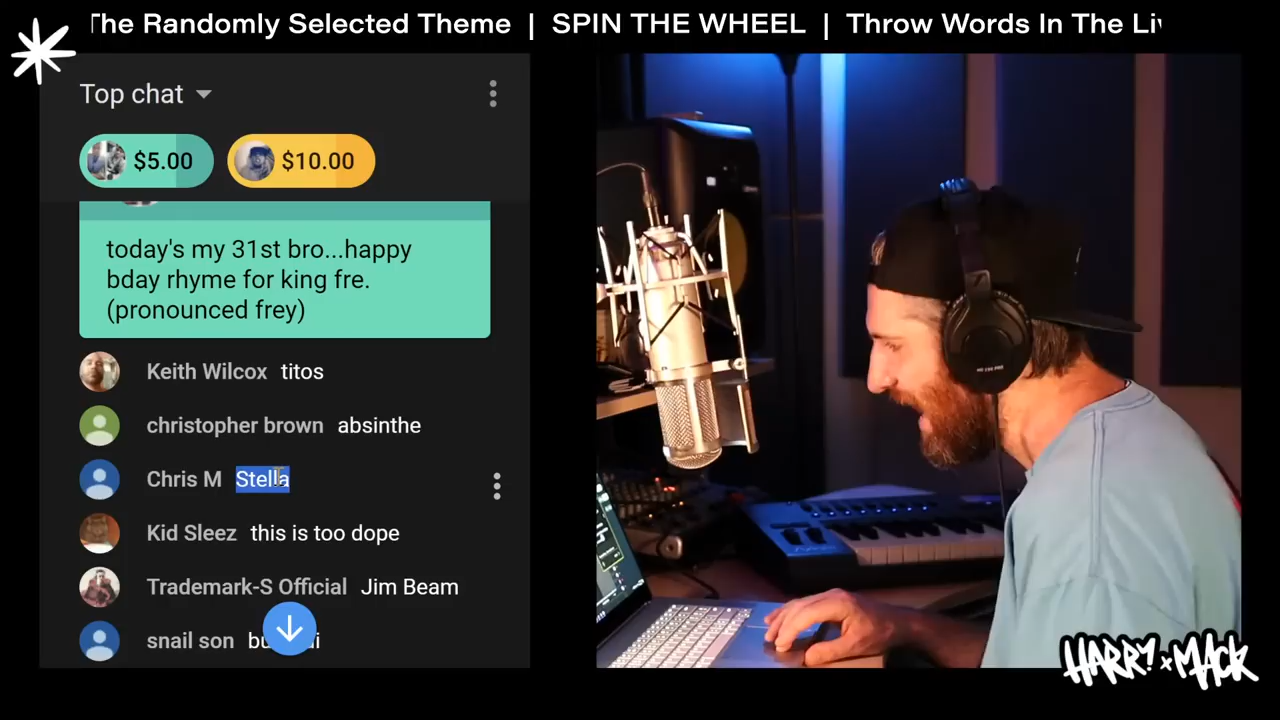 The Randomly Selected Theme | SPIN THE WHEEL | Throw Words In The
Top chat
$5.00 $10.00
today's my 31st bro...happy
bday rhyme for king fre.
(pronounced frey)
Keith Wilcox titos
christopher brown absinthe
Chris M Stella
Kid Sleez this is too dope
Trademark-S Official Jim Beam
snail son
HARRY x MACK